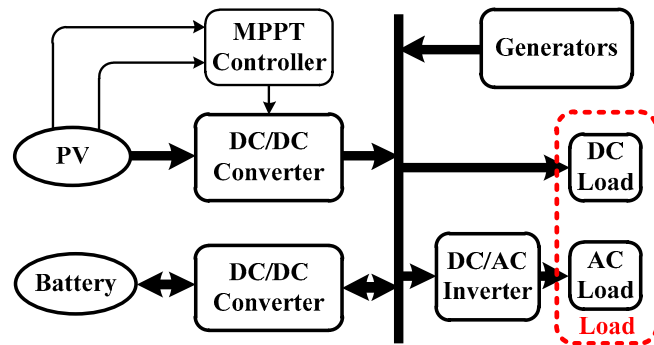 MPPT
Controller
Generators
PV
DC/DC
Converter
DC
Load
Battery
DC/DC
Converter
DC/AC
Inverter
AC
Load
Load